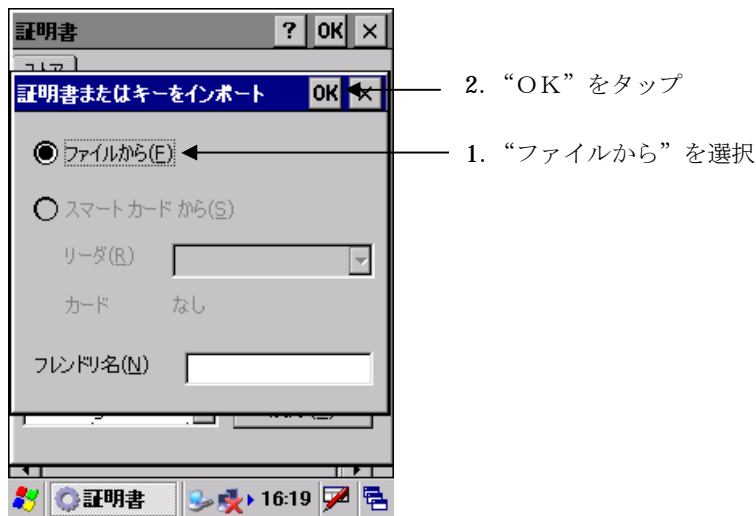 証明書 ? OK ×
ストア
証明書またはキーをインポート OK ×
2. “ＯＫ”をタップ
ファイルから(F)
1. “ファイルから”を選択
スマート カード から(S)
リーダ(R)
カード なし
フレンドリ名(N)
証明書 16:19